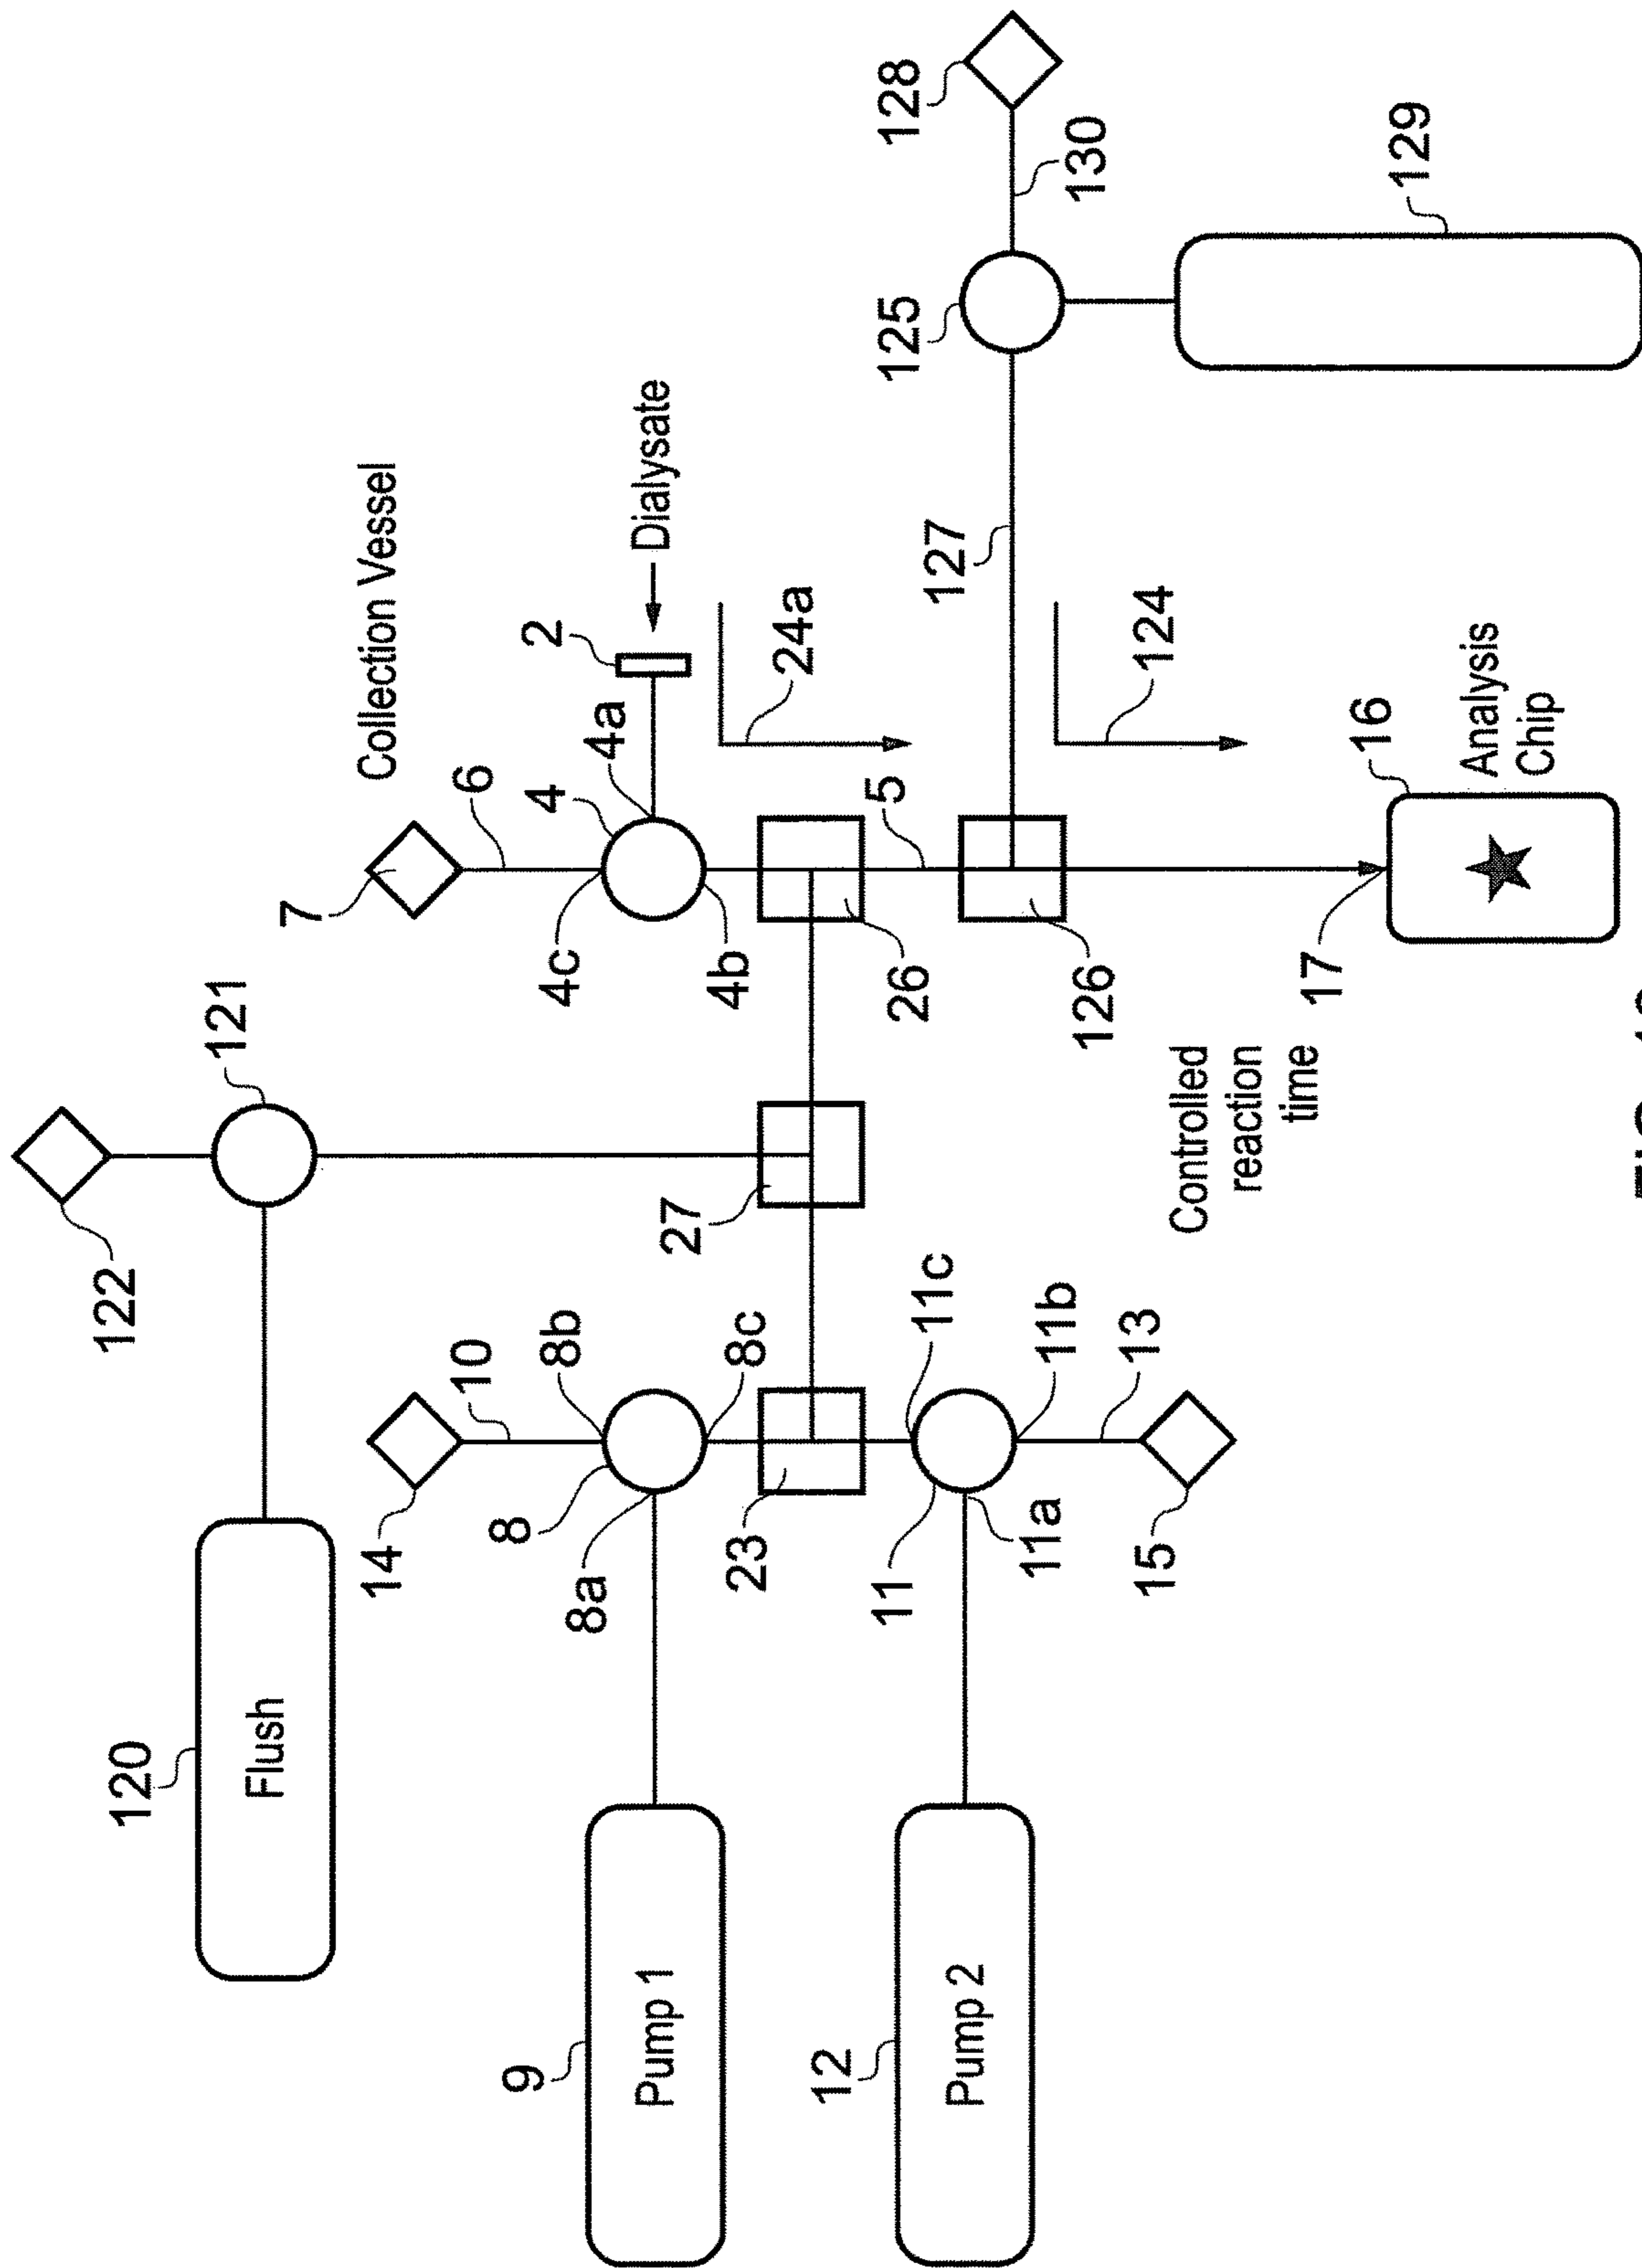 120
122
121
Flush
14
7
Collection Vessel
10
6
9
8
8b
4c
4
2
8a
4a
Pump 1
Dialysate
27
23
8c
4b
24a
12
11
11c
26
5
125
128
127
Pump 2
11a
11b
126
130
15
13
124
Controlled
reaction
time
17
16
129
Analysis
Chip
FIG.